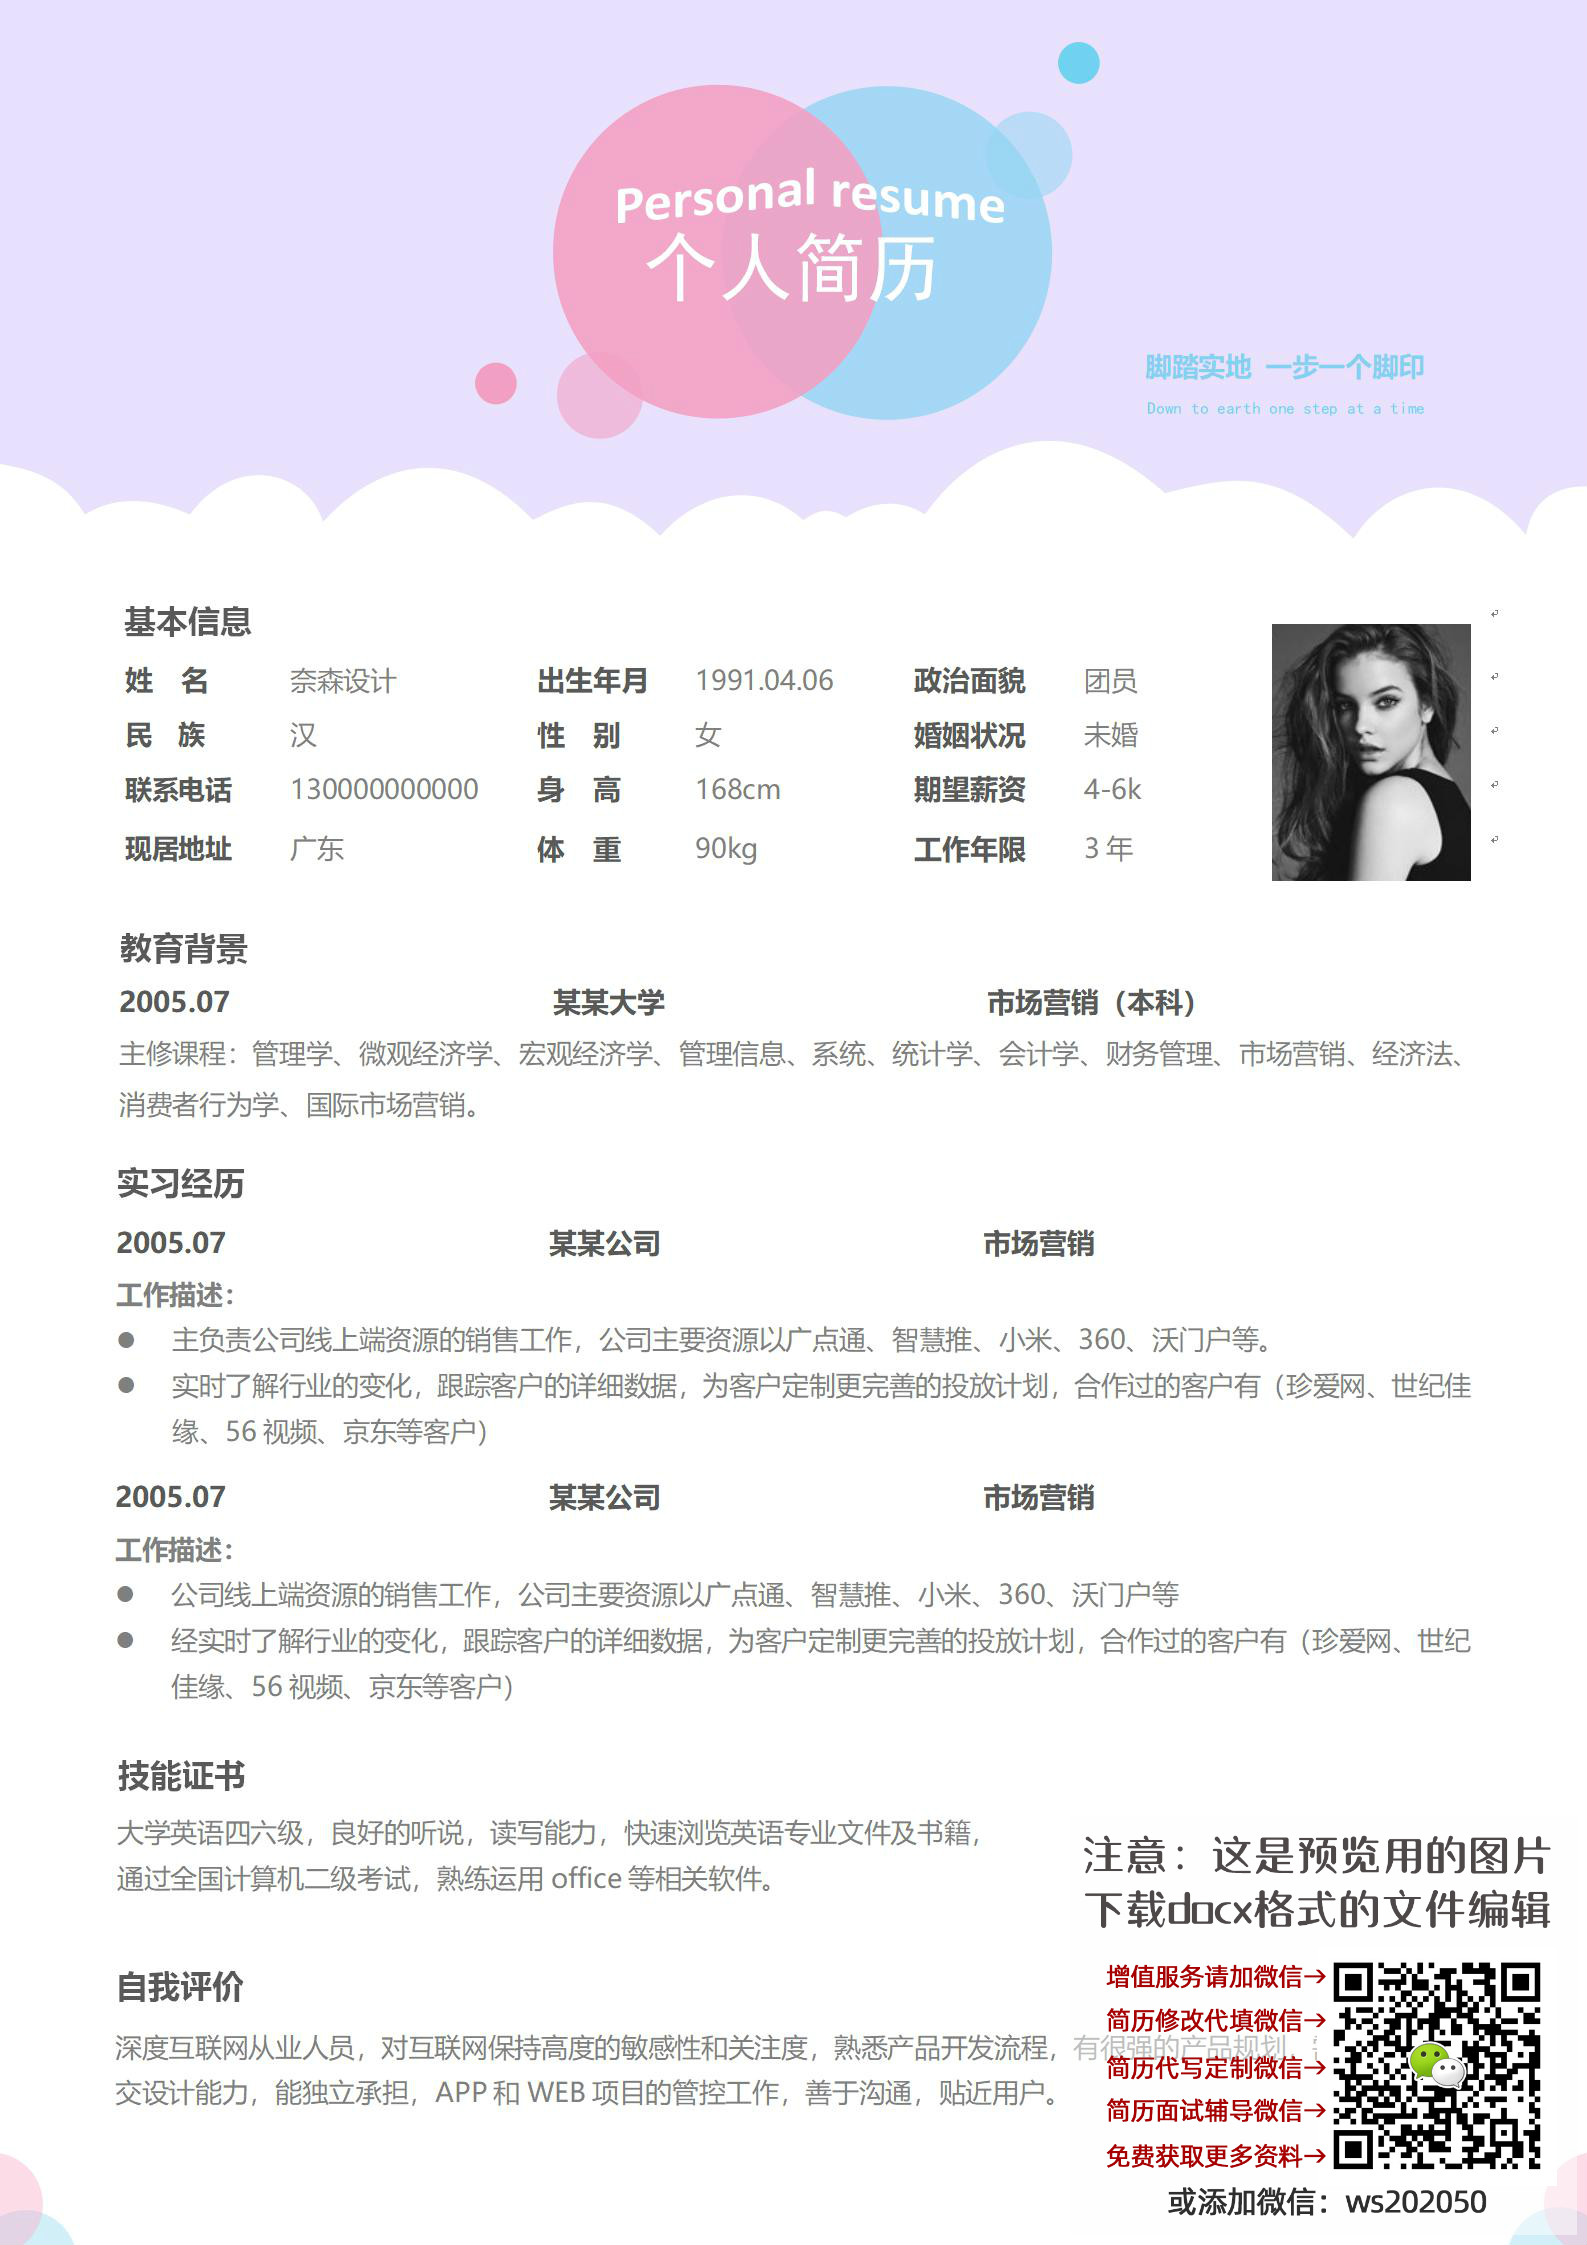 Personal resume
个人简历
脚踏实地 一步一个脚印
Down to earth one step at a time
基本信息
姓 名 奈森设计 出生年月 1991.04.06 政治面貌 团员
民 族 汉 性 别 女 婚姻状况 未婚
联系电话 130000000000 身 高 168cm 期望薪资 4-6k
现居地址 广东 体 重 90kg 工作年限 3 年
教育背景
2005.07 某某大学 市场营销（本科）
主修课程：管理学、微观经济学、宏观经济学、管理信息、系统、统计学、会计学、财务管理、市场营销、经济法、
消费者行为学、国际市场营销。
实习经历
2005.07 某某公司 市场营销
工作描述：
● 主负责公司线上端资源的销售工作，公司主要资源以广点通、智慧推、小米、360、沃门户等。
● 实时了解行业的变化，跟踪客户的详细数据，为客户定制更完善的投放计划，合作过的客户有（珍爱网、世纪佳
缘、56 视频、京东等客户）
2005.07 某某公司 市场营销
工作描述：
● 公司线上端资源的销售工作，公司主要资源以广点通、智慧推、小米、360、沃门户等
● 经实时了解行业的变化，跟踪客户的详细数据，为客户定制更完善的投放计划，合作过的客户有（珍爱网、世纪
佳缘、56 视频、京东等客户）
技能证书
大学英语四六级，良好的听说，读写能力，快速浏览英语专业文件及书籍，
通过全国计算机二级考试，熟练运用 office 等相关软件。
自我评价
深度互联网从业人员，对互联网保持高度的敏感性和关注度，熟悉产品开发流程，有很强的产品规划，
交设计能力，能独立承担，APP 和 WEB 项目的管控工作，善于沟通，贴近用户。
注意：这是预览用的图片
下载docx格式的文件编辑
增值服务请加微信→
简历修改代填微信→
简历代写定制微信→
简历面试辅导微信→
免费获取更多资料→
或添加微信：ws202050